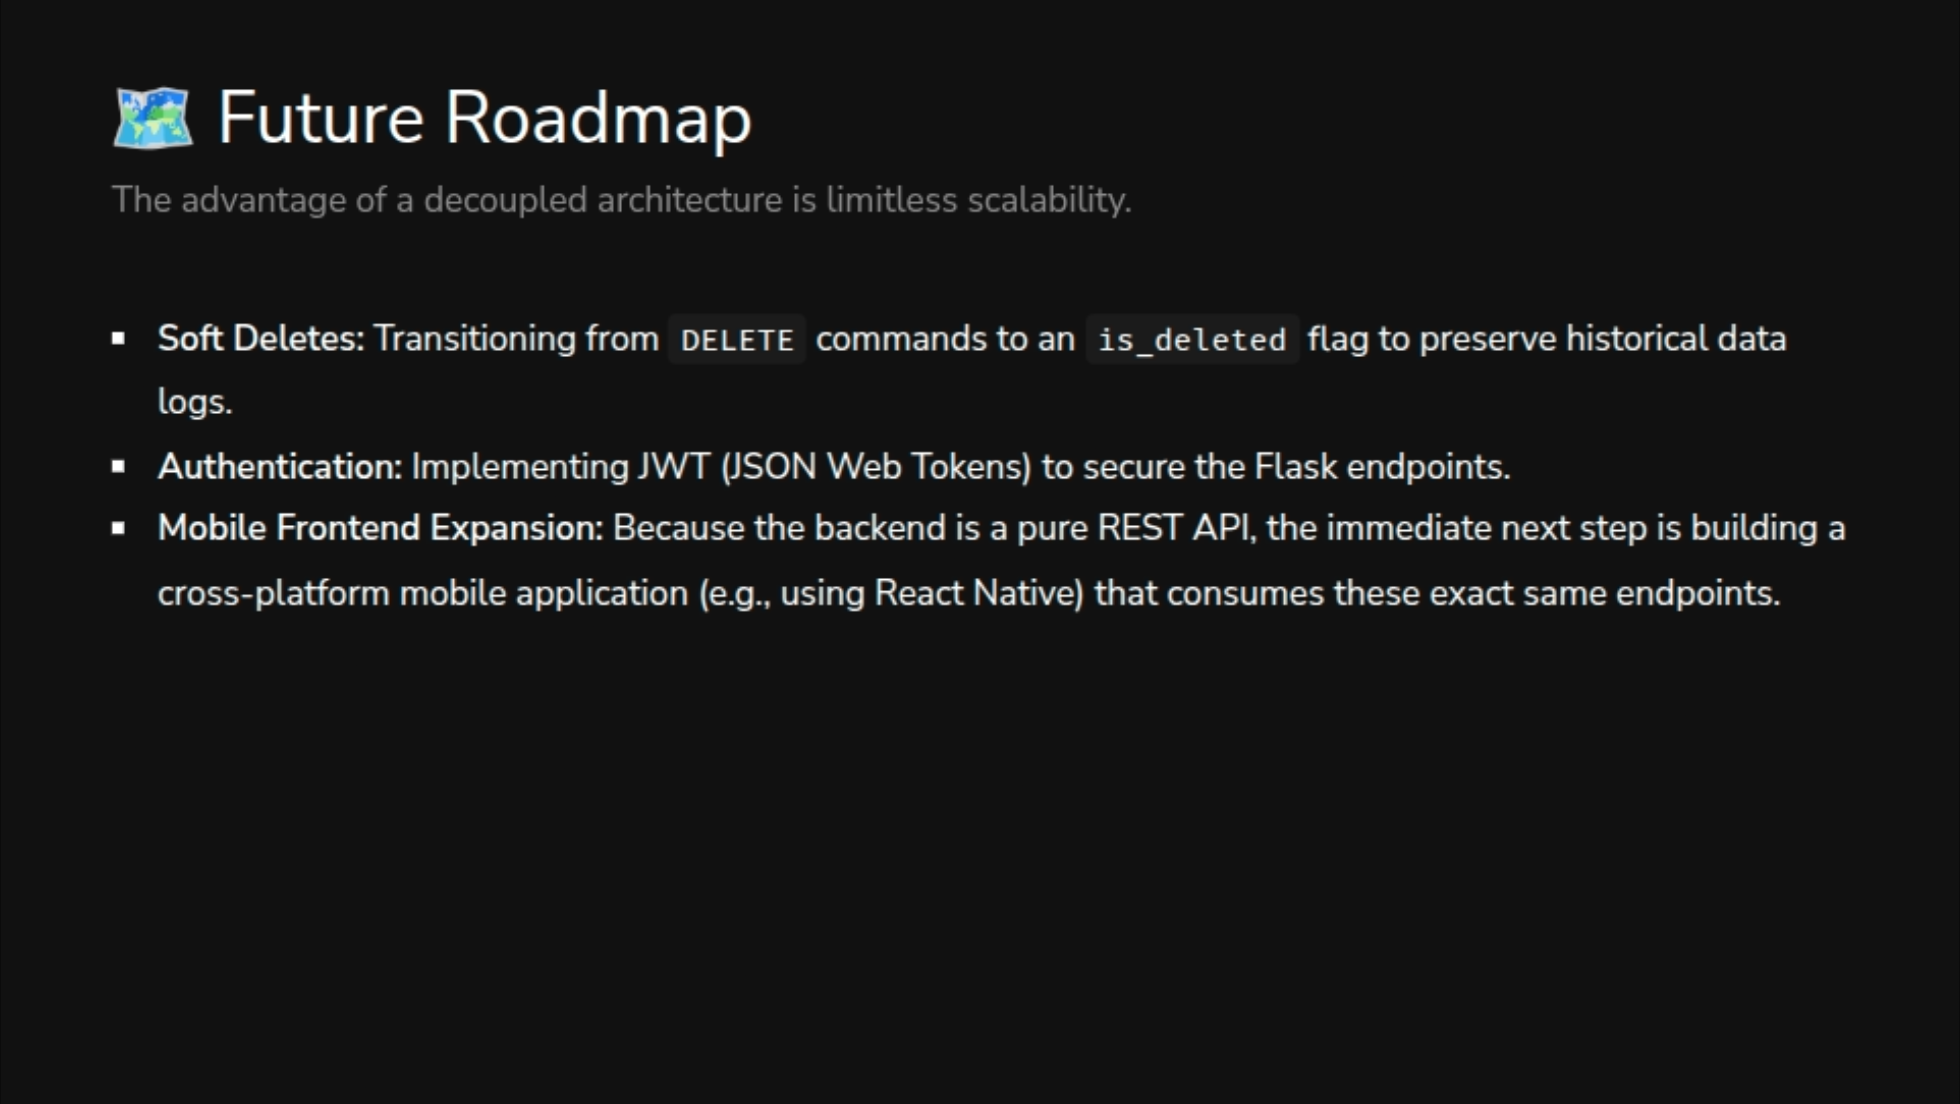 Future Roadmap
The advantage of a decoupled architecture is limitless scalability.
Soft Deletes: Transitioning from DELETE commands to an is_deleted flag to preserve historical data
logs.
Authentication: Implementing JWT (JSON Web Tokens) to secure the Flask endpoints.
Mobile Frontend Expansion: Because the backend is a pure REST API, the immediate next step is building a
cross-platform mobile application (e.g., using React Native) that consumes these exact same endpoints.